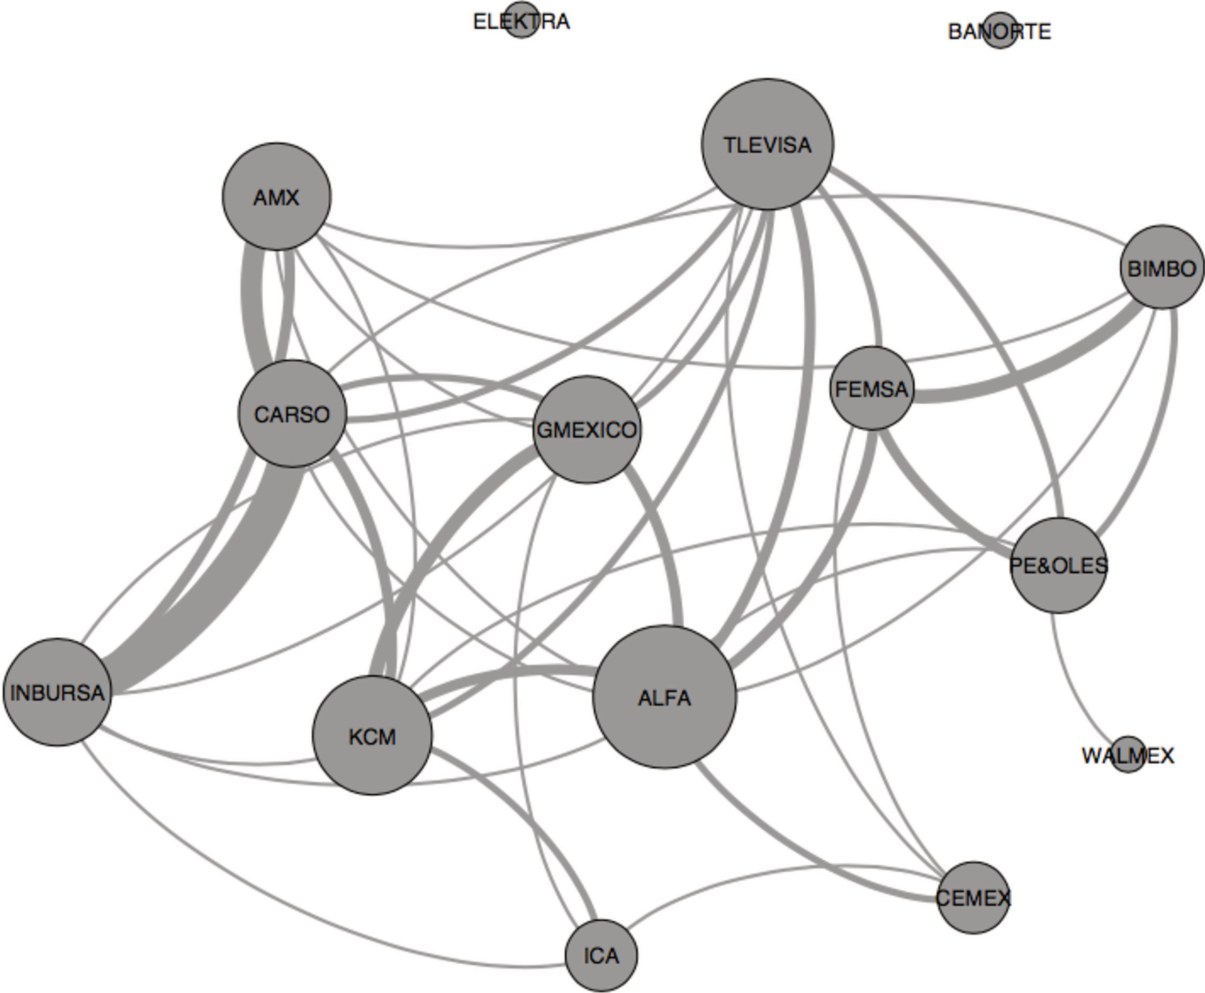 ELEKTRA
BANORTE
TLEVISA
AMX
BIMBO
FEMSA
CARSO
GMEXICO
PE&OLES
INBURSA
ALFA
KCM
WALMEX
CEMEX
ICA